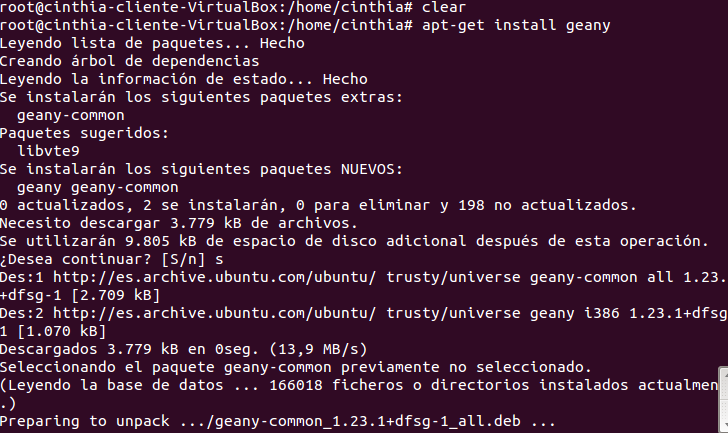 root@cinthia-cliente-VirtualBox:/home/cinthia# clear
root@cinthia-cliente-VirtualBox:/home/cinthia# apt-get install geany
Leyendo lista de paquetes... Hecho
Creando árbol de dependencias
Leyendo la información de estado... Hecho
Se instalarán los siguientes paquetes extras:
  geany-common
Paquetes sugeridos:
  libvte9
Se instalarán los siguientes paquetes NUEVOS:
  geany geany-common
0 actualizados, 2 se instalarán, 0 para eliminar y 198 no actualizados.
Necesito descargar 3.779 kB de archivos.
Se utilizarán 9.805 kB de espacio de disco adicional después de esta operación.
¿Desea continuar? [S/n] s
Des:1 http://es.archive.ubuntu.com/ubuntu/ trusty/universe geany-common all 1.23.
+dfsg-1 [2.709 kB]
Des:2 http://es.archive.ubuntu.com/ubuntu/ trusty/universe geany i386 1.23.1+dfsg
1 [1.070 kB]
Descargados 3.779 kB en 0seg. (13,9 MB/s)
Seleccionando el paquete geany-common previamente no seleccionado.
(Leyendo la base de datos ... 166018 ficheros o directorios instalados actualmen
.)
Preparing to unpack .../geany-common_1.23.1+dfsg-1_all.deb ...